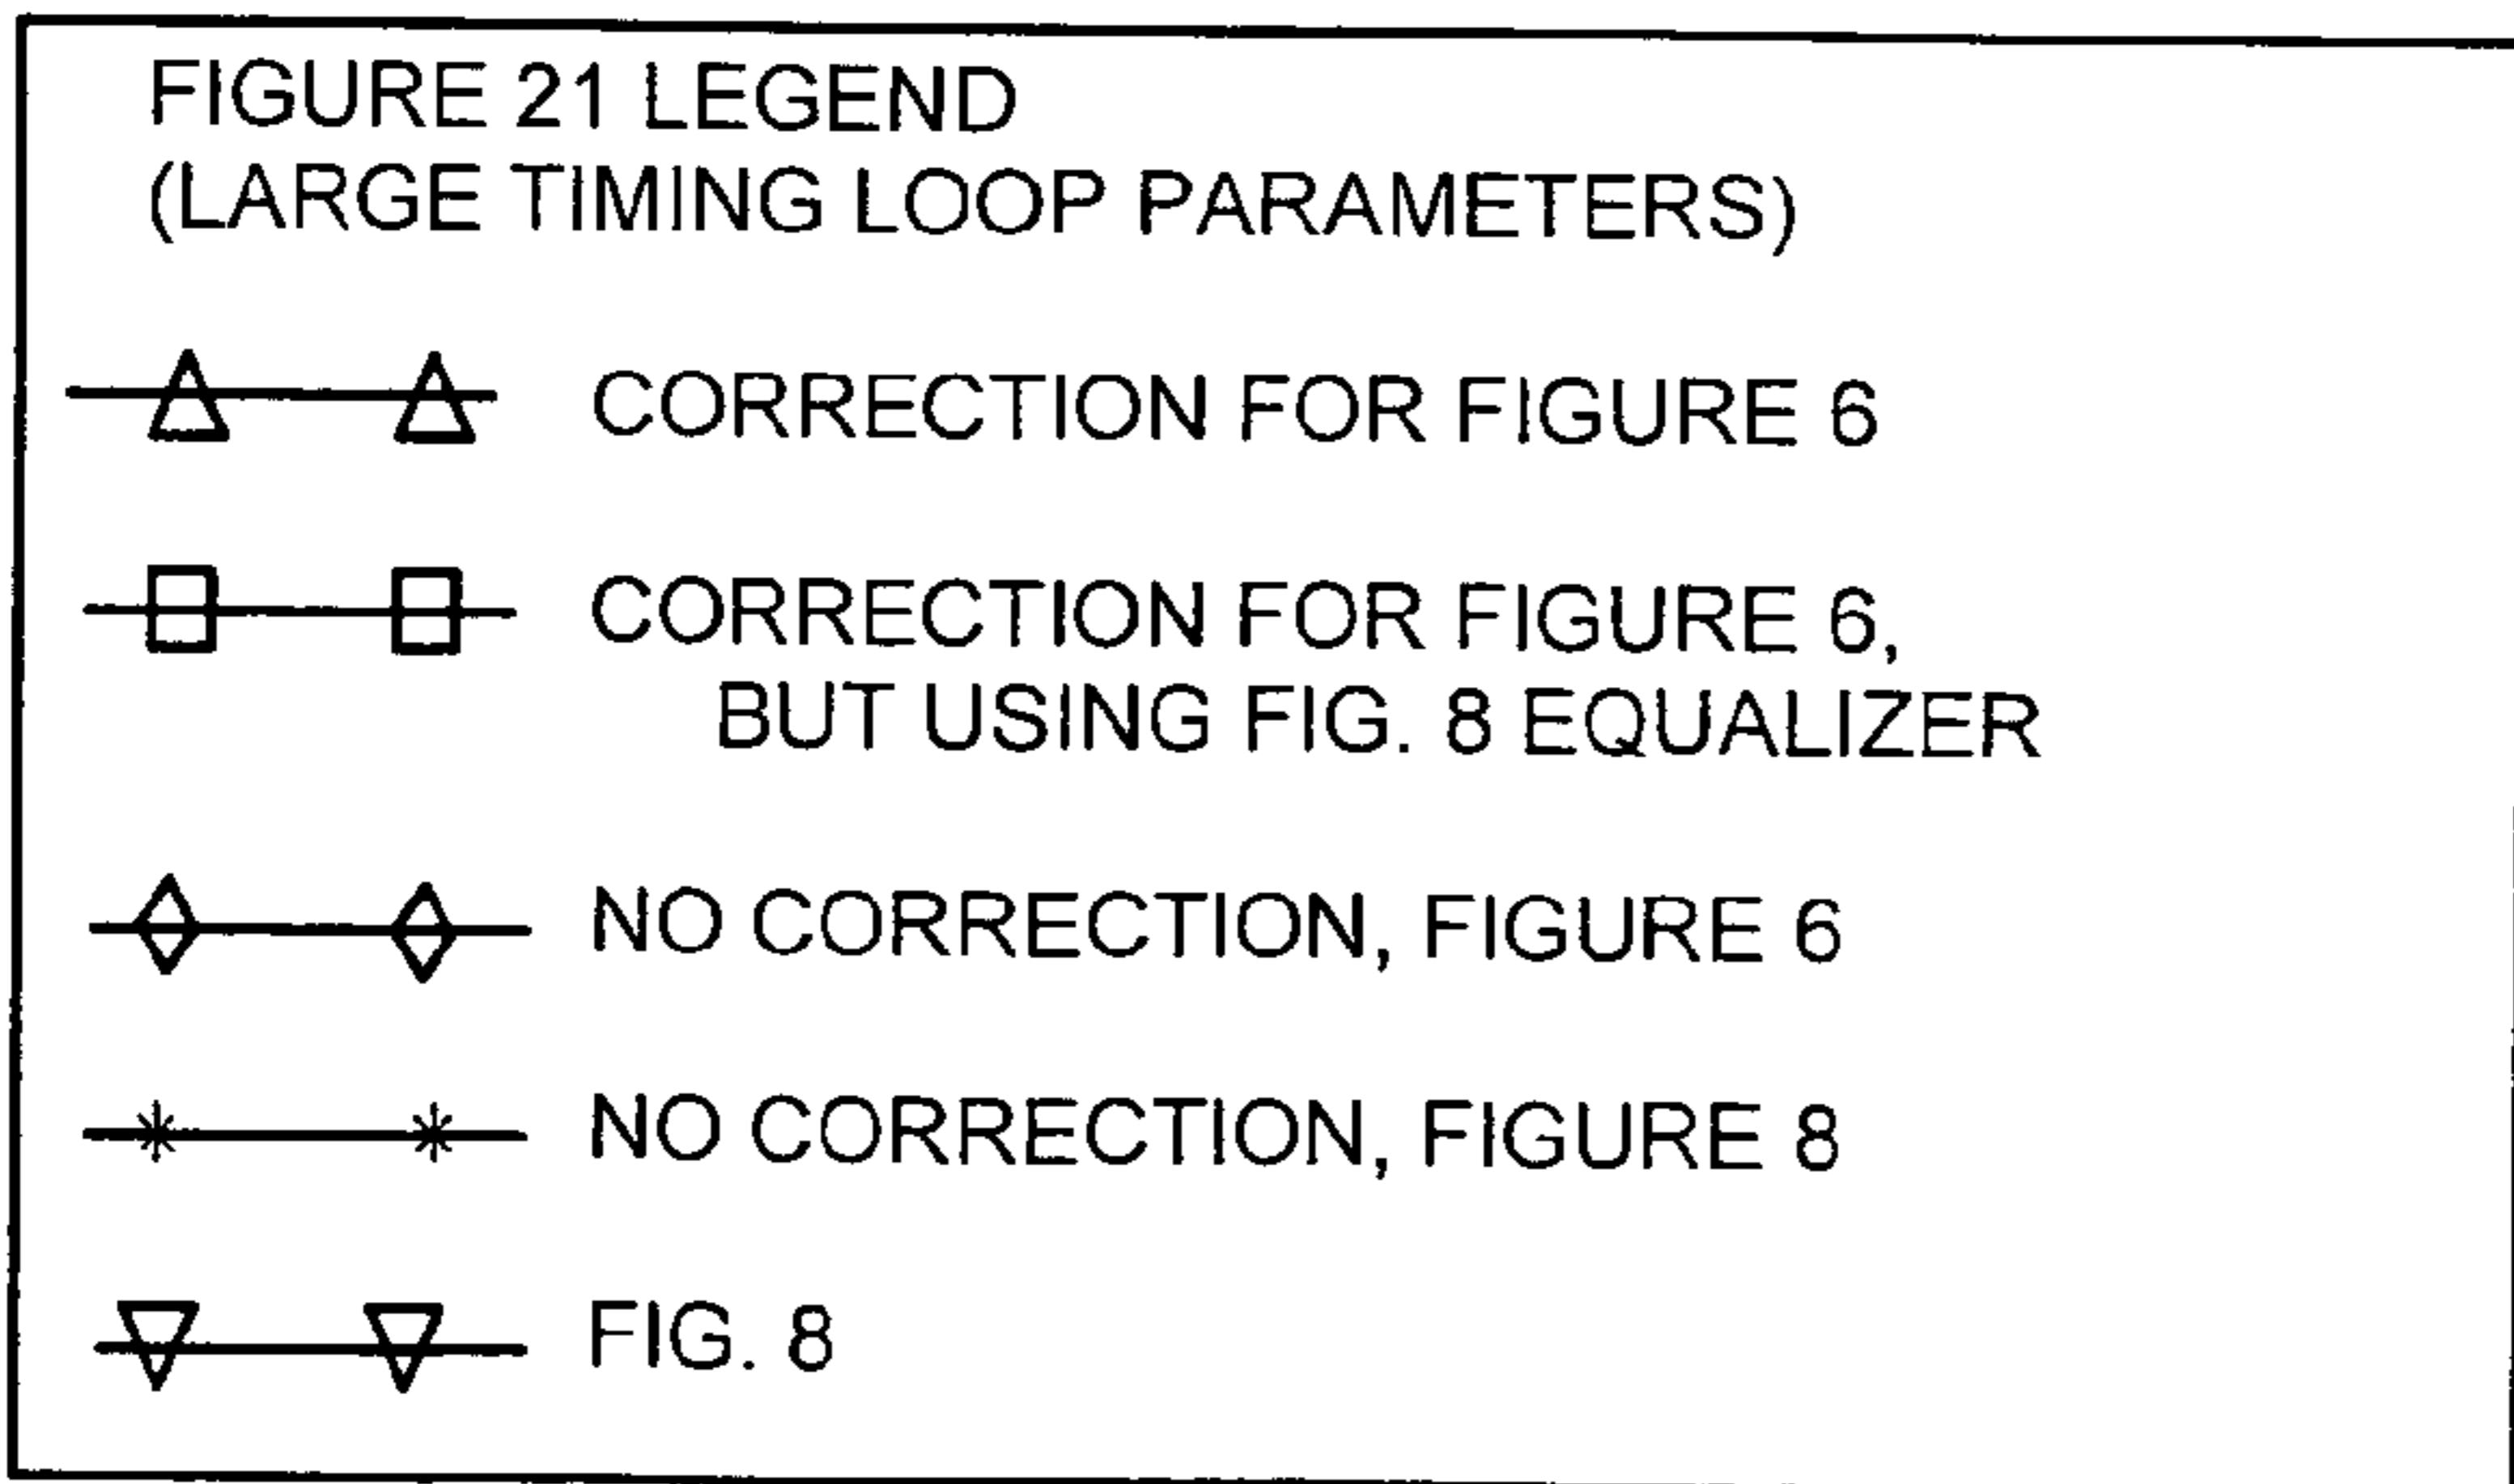 FIGURE 21 LEGEND
(LARGE TIMING LOOP PARAMETERS)
CORRECTION FOR FIGURE 6
CORRECTION FOR FIGURE 6,
BUT USING FIG. 8 EQUALIZER
NO CORRECTION, FIGURE 6
NO CORRECTION, FIGURE 8
FIG. 8